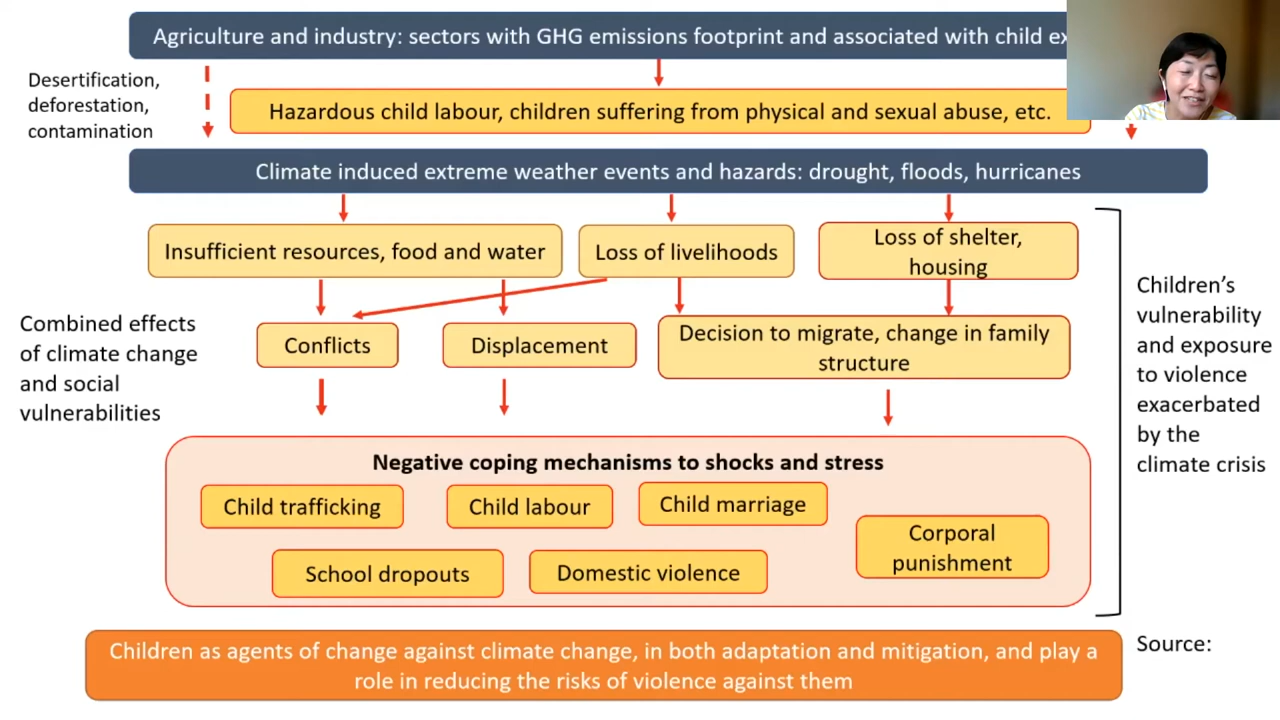 Agriculture and industry: sectors with GHG emissions footprint and associated with child
Desertification,
deforestation,
contamination
Hazardous child labour, children suffering from physical and sexual abuse, etc.
Climate induced extreme weather events and hazards: drought, floods, hurricanes
Insufficient resources, food and water
Loss of livelihoods
Loss of shelter,
housing
Children's
vulnerability
and exposure
to violence
exacerbated
by the
climate crisis
Combined effects
of climate change
and social
vulnerabilities
Conflicts
Displacement
Decision to migrate, change in family
structure
Negative coping mechanisms to shocks and stress
Child trafficking
Child labour
Child marriage
Corporal
punishment
School dropouts
Domestic violence
Children as agents of change against climate change, in both adaptation and mitigation, and play a
role in reducing the risks of violence against them
Source: